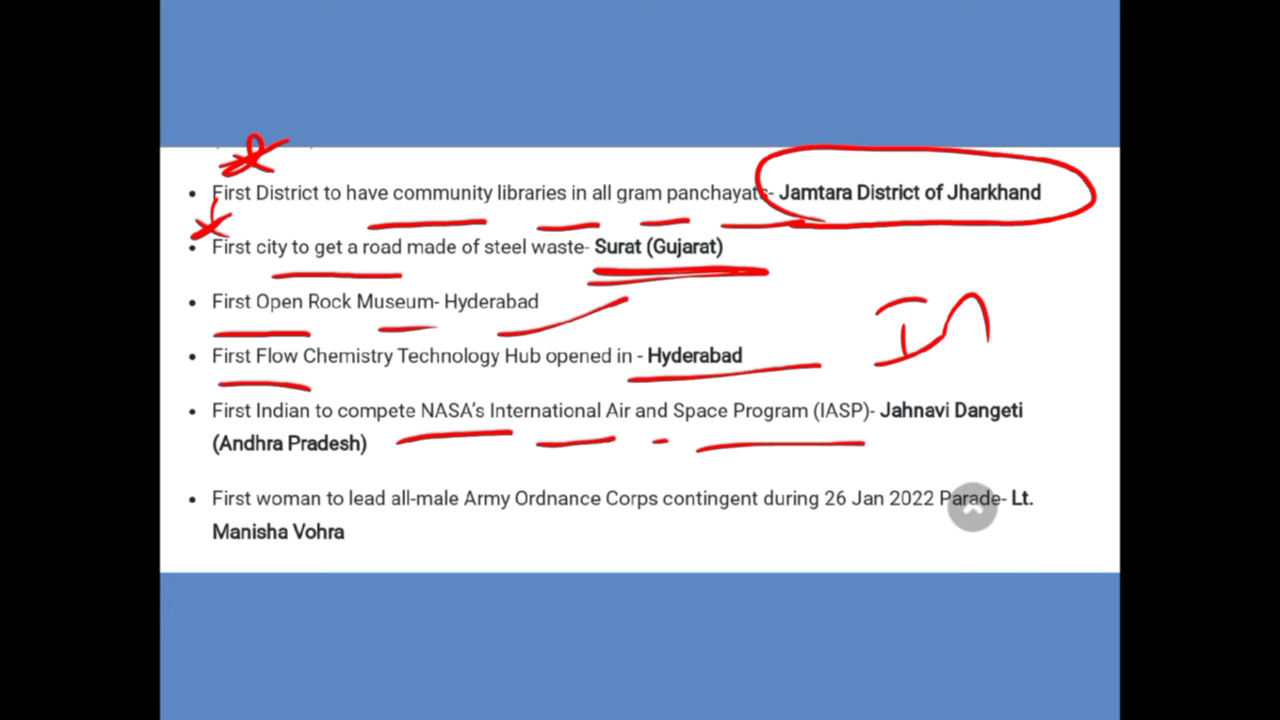 First District to have community libraries in all gram panchayats- Jamtara District of Jharkhand
First city to get a road made of steel waste- Surat (Gujarat)
First Open Rock Museum- Hyderabad
First Flow Chemistry Technology Hub opened in - Hyderabad
First Indian to compete NASA's International Air and Space Program (IASP)- Jahnavi Dangeti
(Andhra Pradesh)
First woman to lead all-male Army Ordnance Corps contingent during 26 Jan 2022 Parade- Lt.
Manisha Vohra